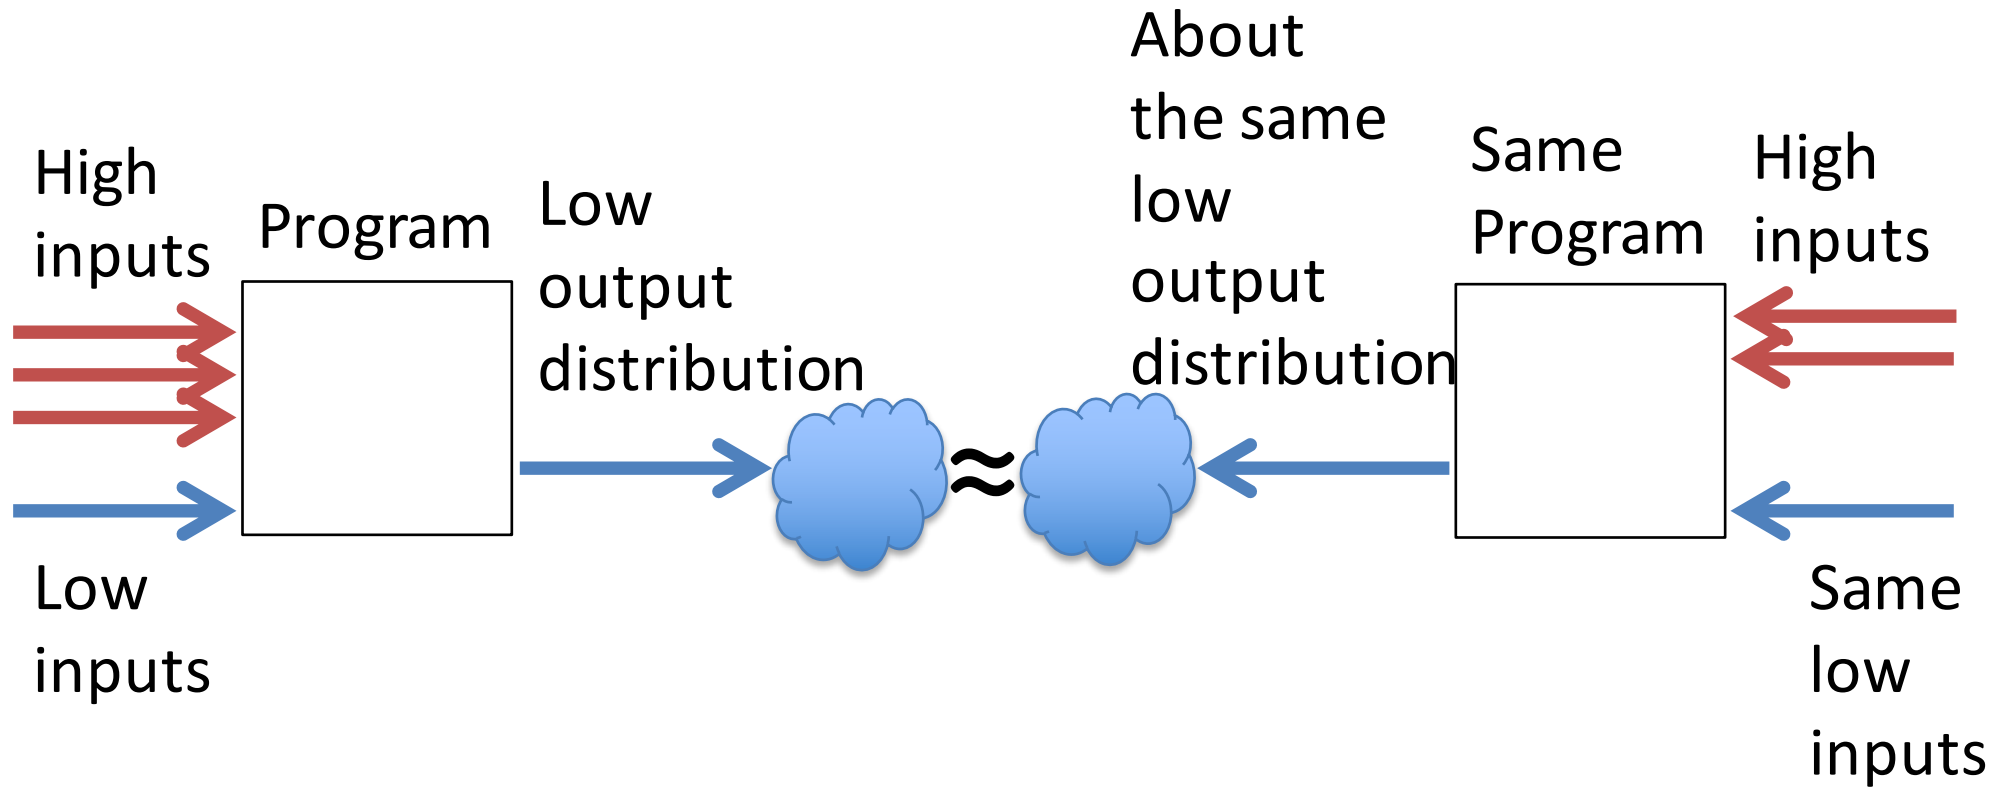 High
inputs
Program
Low
output
distribution
Low
inputs
About
the same
low
output
distribution
≈
Same
Program
High
inputs
Same
low
inputs